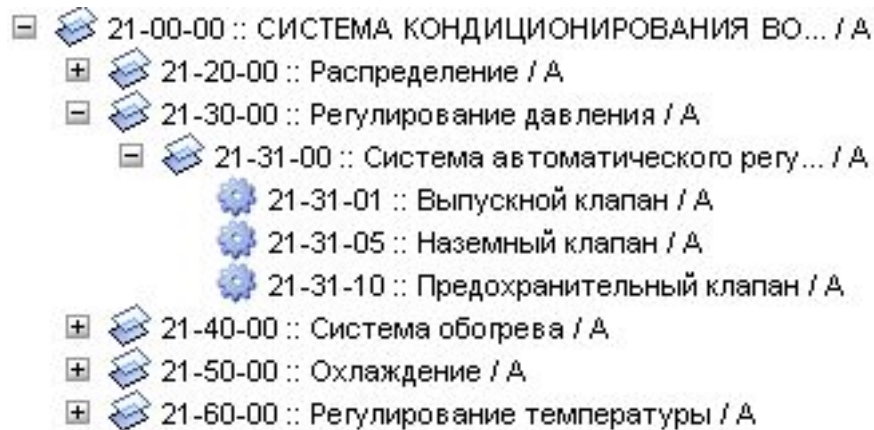 21-00-00 :: СИСТЕМА КОНДИЦИОНИРОВАНИЯ ВО... / А
21-20-00 :: Распределение / А
21-30-00 :: Регулирование давления / А
21-31-00 :: Система автоматического регу... / А
21-31-01 :: Выпускной клапан / А
21-31-05 :: Наземный клапан / А
21-31-10 :: Предохранительный клапан / А
21-40-00 :: Система обогрева / А
21-50-00 :: Охлаждение / А
21-60-00 :: Регулирование температуры / А